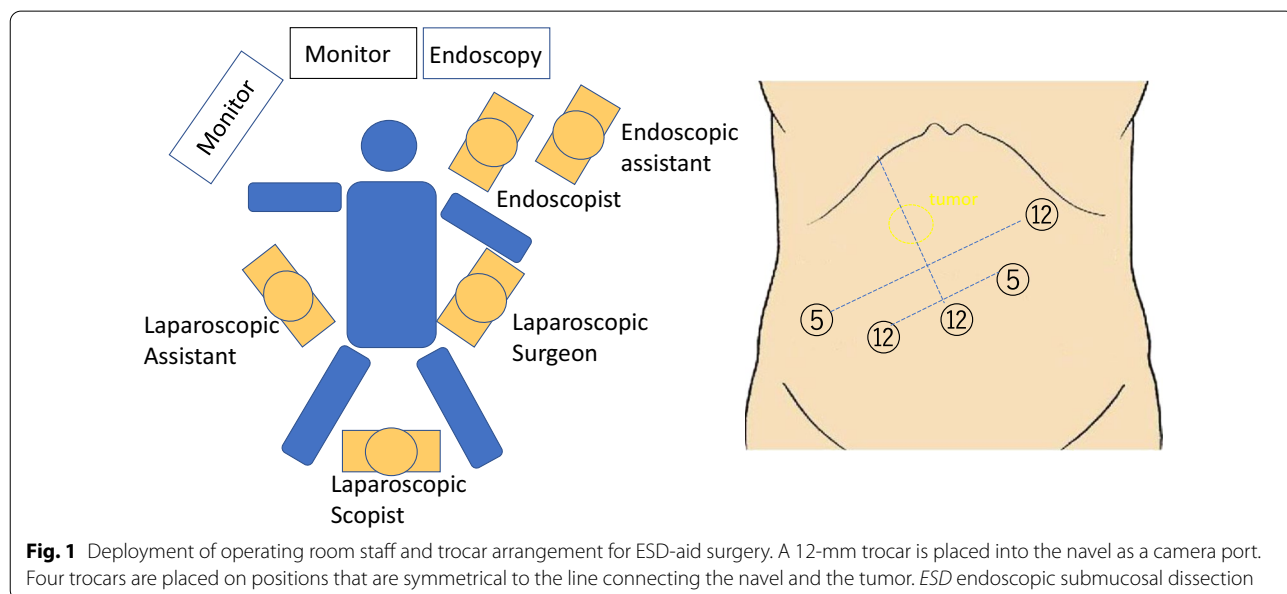 Monitor
Monitor
Endoscopy
Endoscopic
assistant
Endoscopist
Laparoscopic
Assistant
Laparoscopic
Surgeon
Laparoscopic
Scopist
tumor
12
5
5
12
12
Fig. 1 Deployment of operating room staff and trocar arrangement for ESD-aid surgery. A 12-mm trocar is placed into the navel as a camera port.
Four trocars are placed on positions that are symmetrical to the line connecting the navel and the tumor. ESD endoscopic submucosal dissection